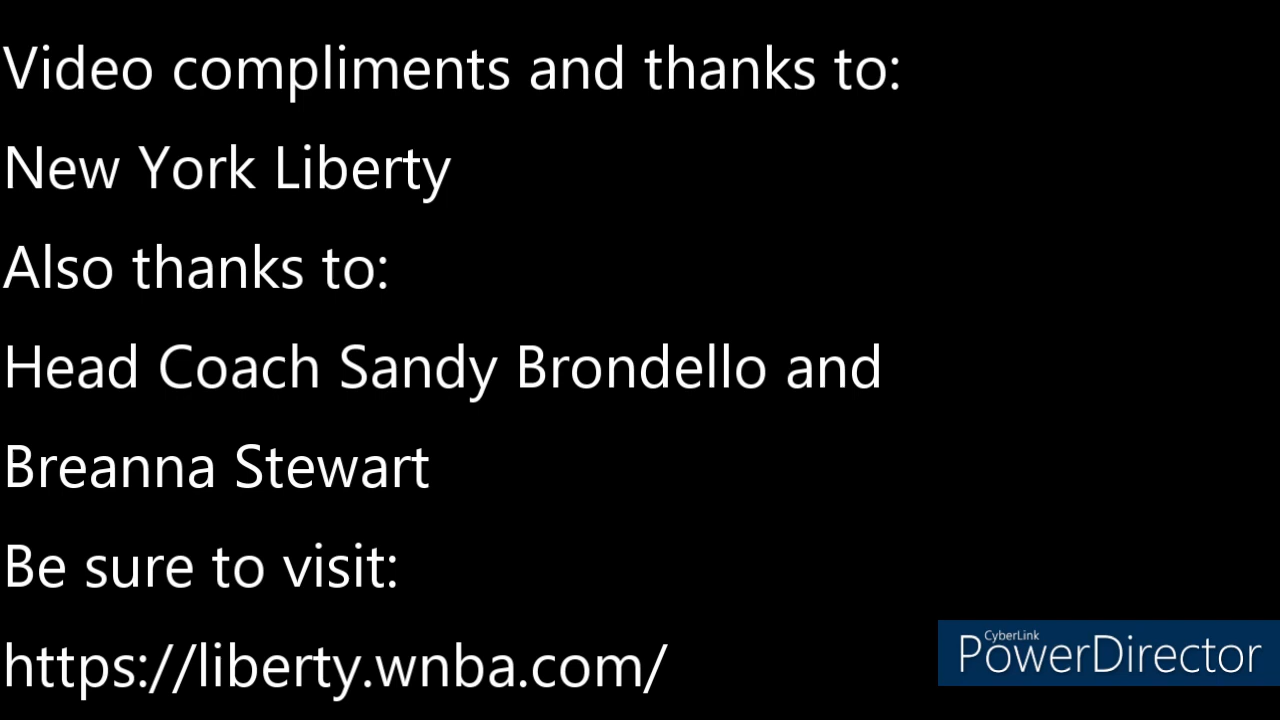 Video compliments and thanks to:
New York Liberty
Also thanks to:
Head Coach Sandy Brondello and
Breanna Stewart
Be sure to visit:
https://liberty.wnba.com/
CyberLink
PowerDirector